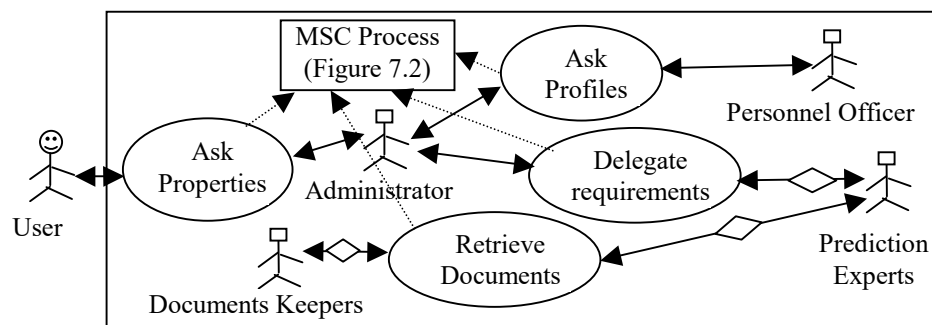 MSC Process
(Figure 7.2)
Ask
Profiles
Personnel Officer
Ask
Properties
Administrator
Delegate
requirements
User
Retrieve
Documents
Documents Keepers
Prediction
Experts